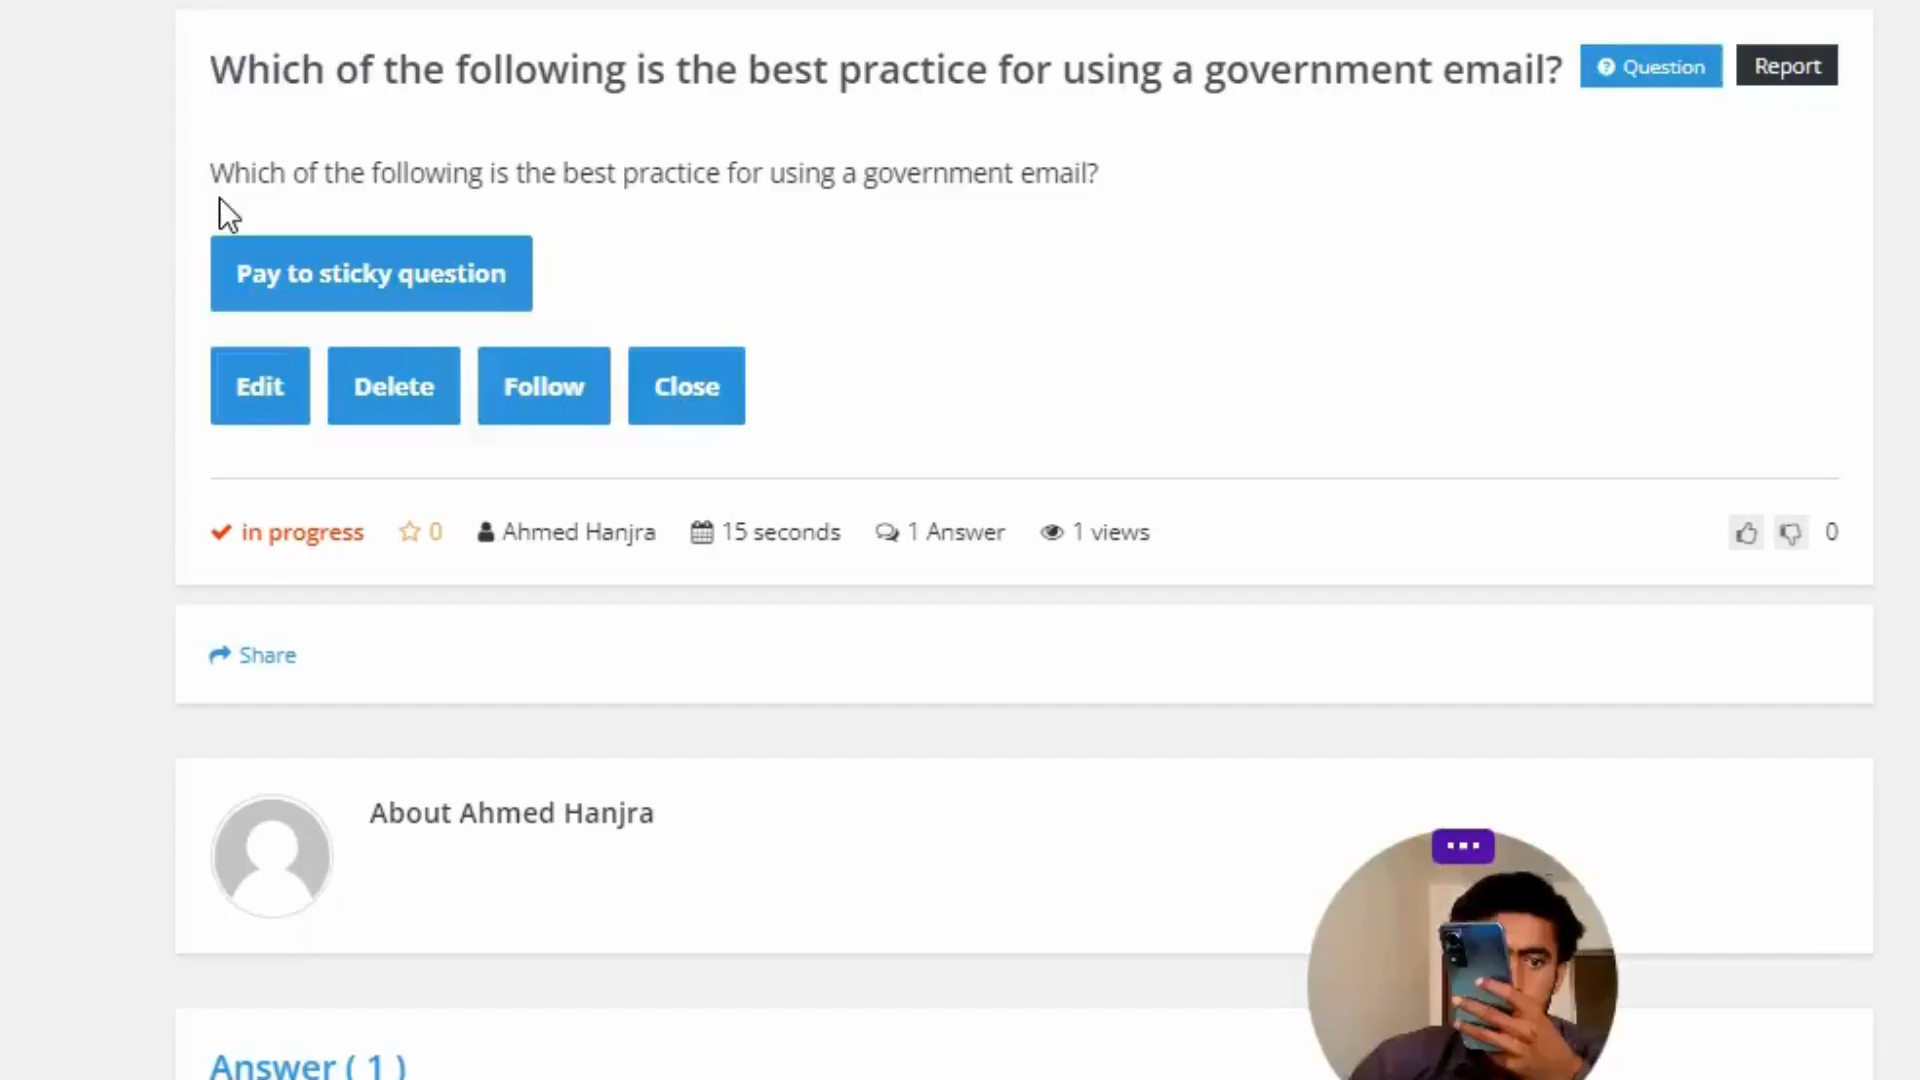 Which of the following is the best practice for using a government email? Question Report
Which of the following is the best practice for using a government email?
Pay to sticky question
Edit Delete Follow Close
in progress 0 Ahmed Hanjra 15 seconds 1 Answer 1 views 0
Share
About Ahmed Hanjra
Answer ( 1 )